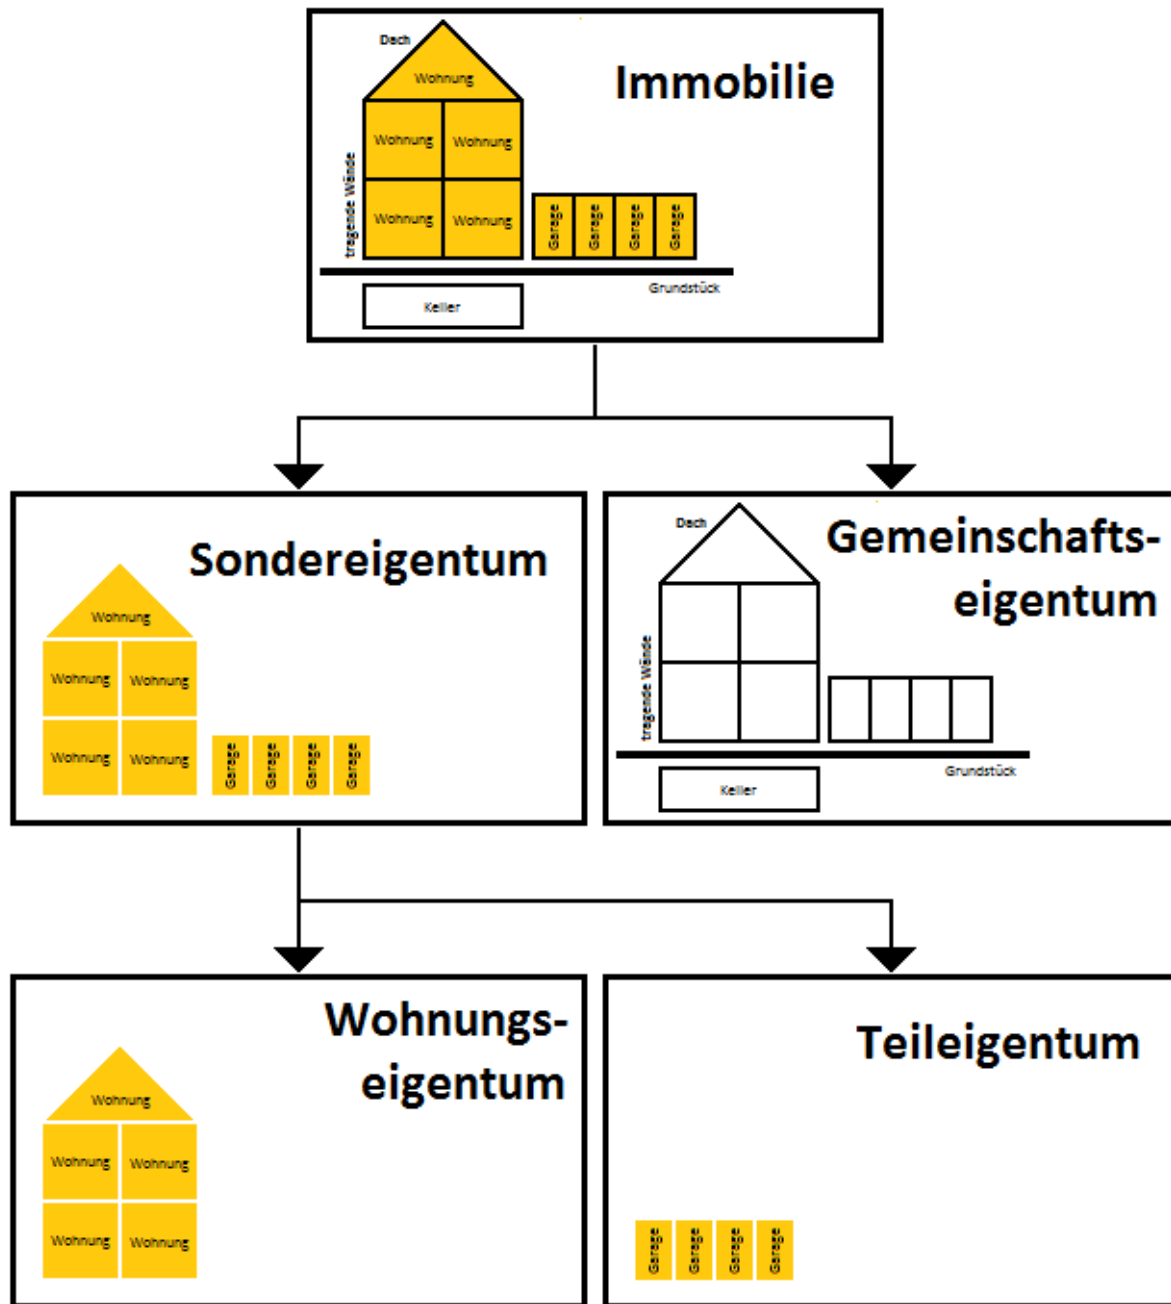 Immobilie
Dach
Wohnung
Wohnung Wohnung
Wohnung Wohnung
tragende Wände
Garage Garage Garage Garage
Grundstück
Keller
Sondereigentum
Wohnung
Wohnung Wohnung
Wohnung Wohnung
Garage Garage Garage Garage
Gemeinschafts-
eigentum
Dach
tragende Wände
Grundstück
Keller
Wohnungs-
eigentum
Wohnung
Wohnung Wohnung
Wohnung Wohnung
Teileigentum
Garage Garage Garage Garage